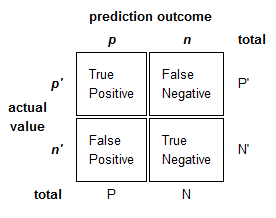 prediction outcome
p n total
p' True Positive False Negative P'
actual value
n' False Positive True Negative N'
total P N